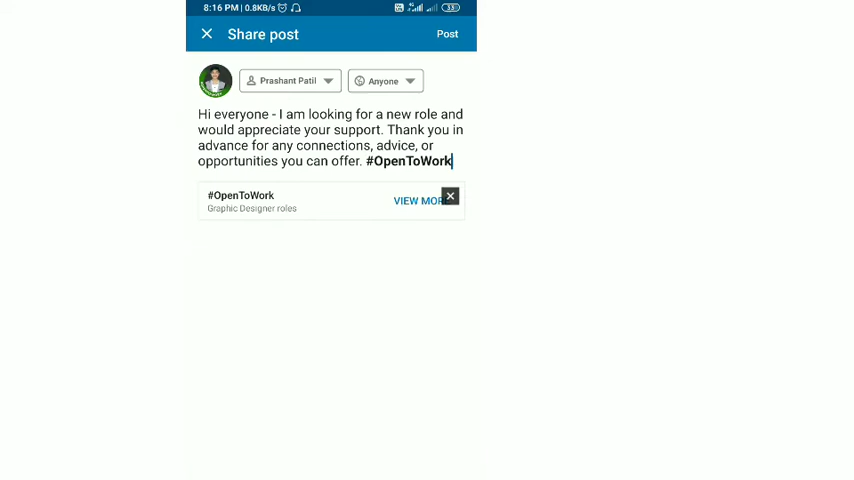 8:16 PM | 0.8KB/s
33
Share post
Post
Prashant Patil
Anyone
Hi everyone - I am looking for a new role and
would appreciate your support. Thank you in
advance for any connections, advice, or
opportunities you can offer. #OpenToWork
#OpenToWork
VIEW MORE
Graphic Designer roles